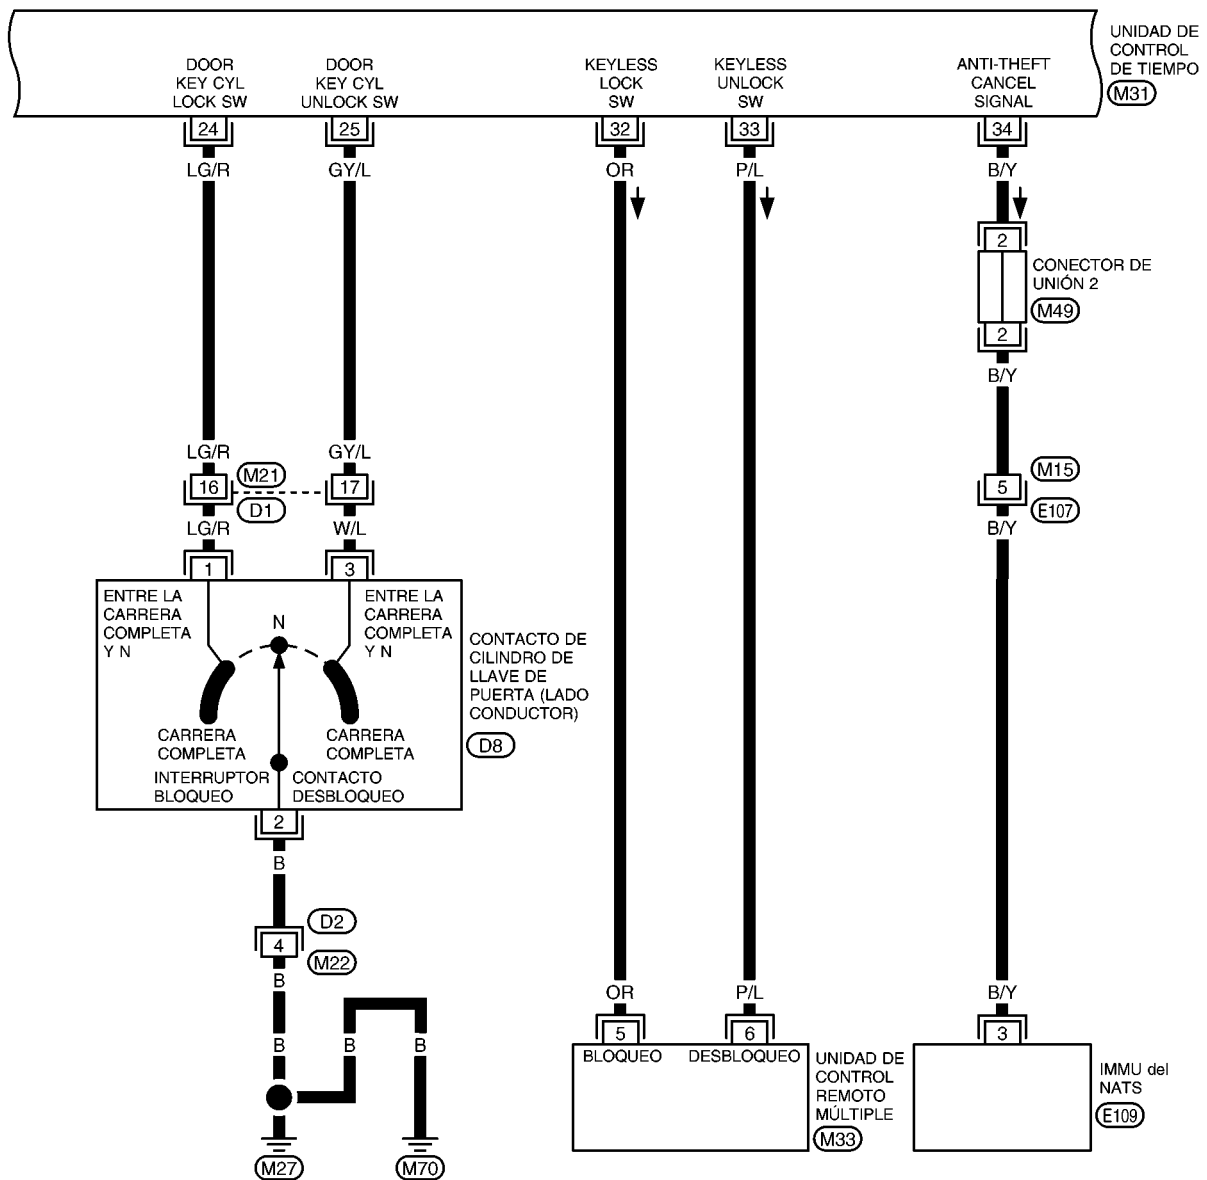 UNIDAD DE
CONTROL
DE TIEMPO
M31
DOOR
KEY CYL
LOCK SW
DOOR
KEY CYL
UNLOCK SW
KEYLESS
LOCK
SW
KEYLESS
UNLOCK
SW
ANTI-THEFT
CANCEL
SIGNAL
24
25
32
33
34
LG/R
GY/L
OR
P/L
B/Y
2
CONECTOR DE
UNIÓN 2
M49
2
B/Y
LG/R
GY/L
16
M21
D1
17
5
M15
E107
LG/R
W/L
B/Y
1
3
ENTRE LA
CARRERA
COMPLETA
Y N
N
ENTRE LA
CARRERA
COMPLETA
Y N
CARRERA
COMPLETA
CARRERA
COMPLETA
INTERRUPTOR
BLOQUEO
CONTACTO
DESBLOQUEO
CONTACTO DE
CILINDRO DE
LLAVE DE
PUERTA (LADO
CONDUCTOR)
D8
2
B
D2
4
M22
B
B
B
B
M27
M70
OR
P/L
B/Y
5
6
3
BLOQUEO
DESBLOQUEO
UNIDAD DE
CONTROL
REMOTO
MÚLTIPLE
M33
IMMU del
NATS
E109